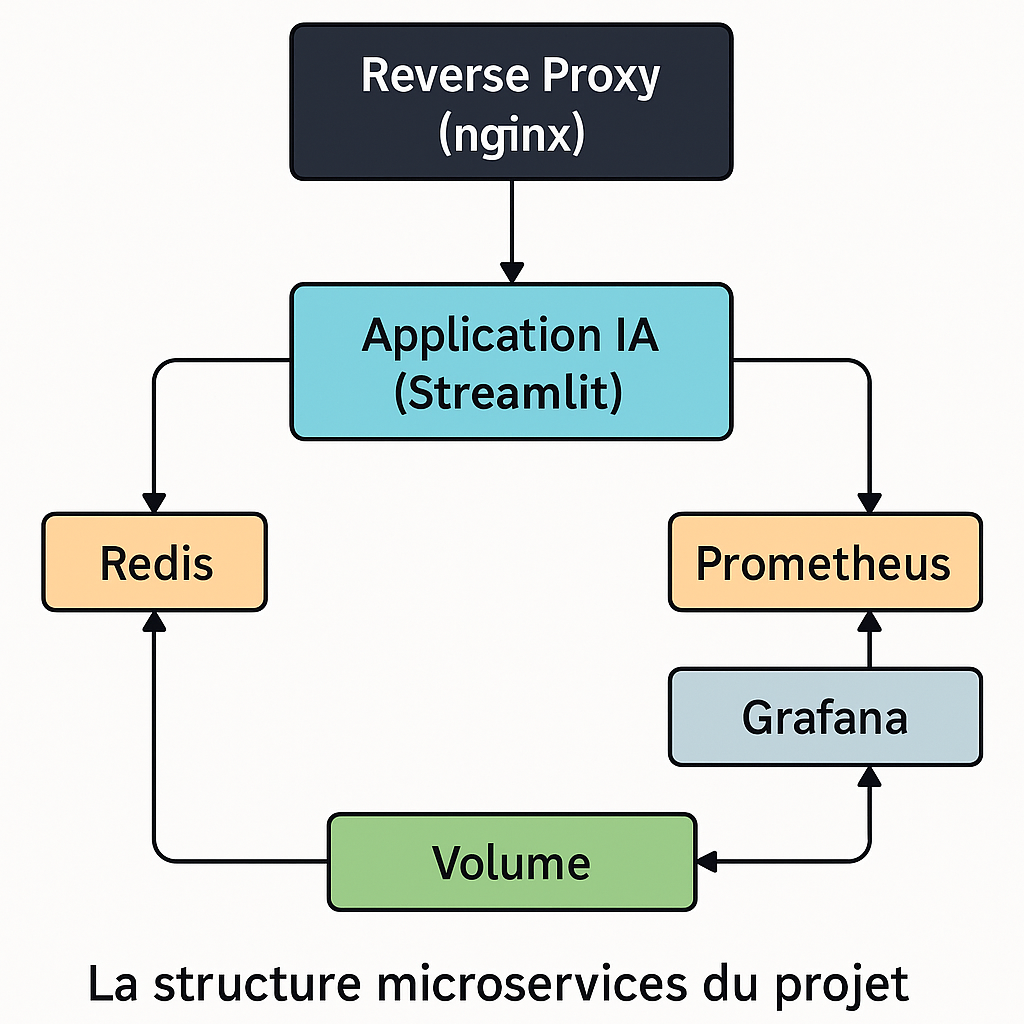 Reverse Proxy
(nginx)
Application IA
(Streamlit)
Redis
Prometheus
Grafana
Volume
La structure microservices du projet